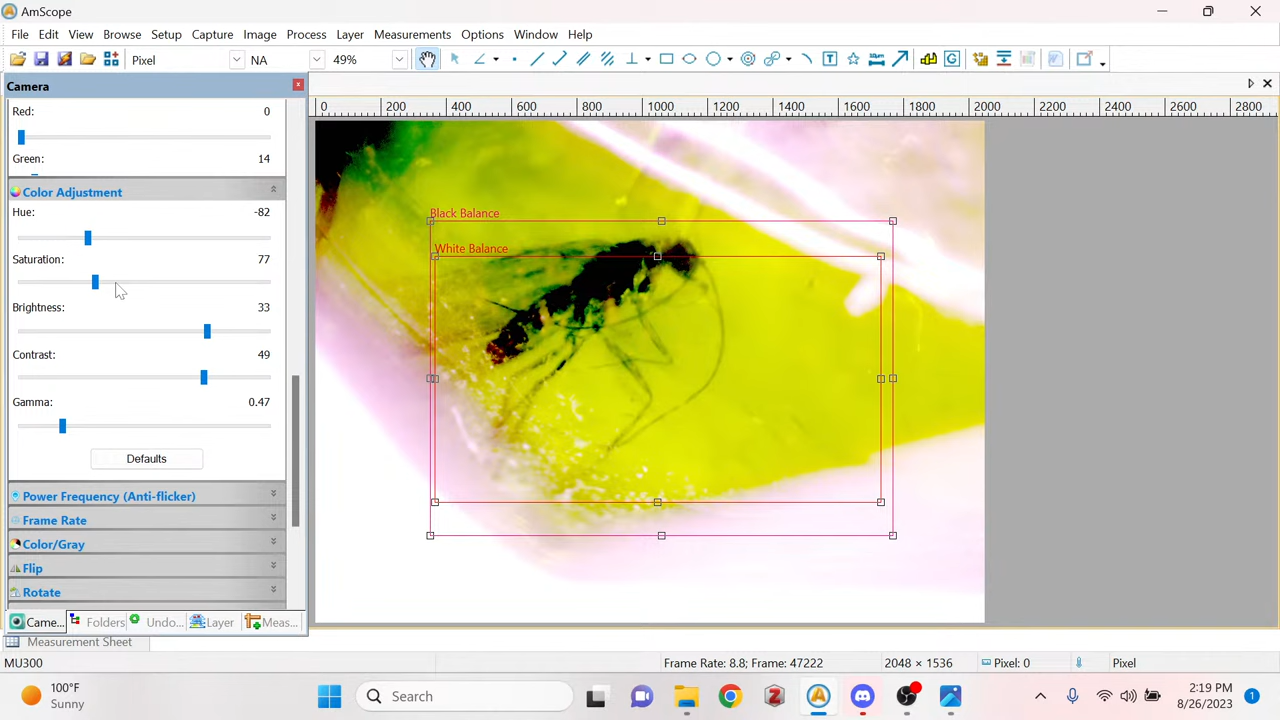 AmScope
File Edit View Browse Setup Capture Image Process Layer Measurements Options Window Help
Pixel NA 49%
Camera
0 200 400 600 800 1000 1200 1400 1600 1800 2000 2200 2400 2600 2800
Red: 0
Green: 14
Color Adjustment
Hue: -82
Saturation: 77
Brightness: 33
Contrast: 49
Gamma: 0.47
Defaults
Power Frequency (Anti-flicker)
Frame Rate
Color/Gray
Flip
Rotate
Black Balance
White Balance
Came... Folders Undo... Layer Meas...
Measurement Sheet
MU300 Frame Rate: 8.8; Frame: 47222 2048 × 1536 Pixel: 0 Pixel
100°F
Sunny
Search
2:19 PM
8/26/2023
1